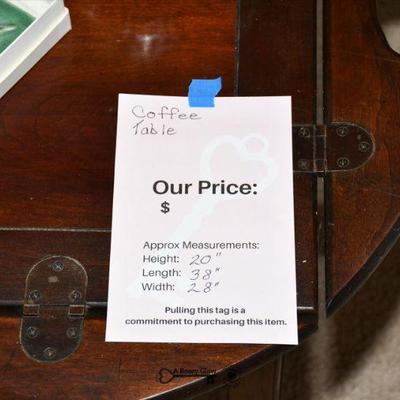 Coffee
Table
Our Price:
$
Approx Measurements:
Height: 20"
Length: 38"
Width: 28"
Pulling this tag is a
commitment to purchasing this item.